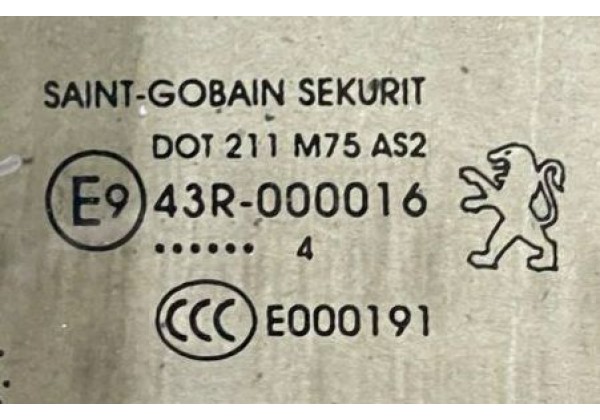 SAINT-GOBAIN SEKURIT
DOT 211 M75 AS2
E9 43R-000016
...... 4
CCC E000191